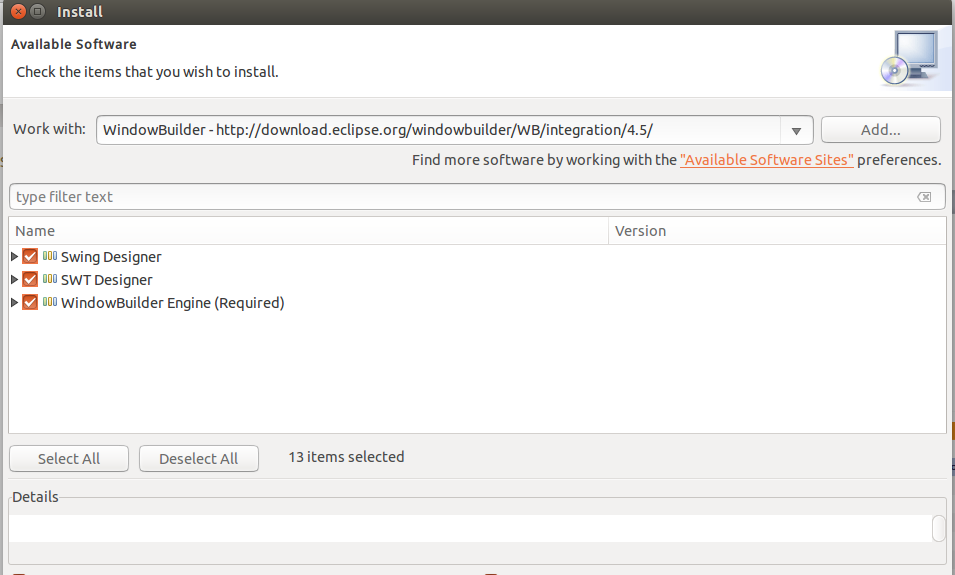 Install
Available Software
Check the items that you wish to install.
Work with: WindowBuilder - http://download.eclipse.org/windowbuilder/WB/integration/4.5/ Add...
Find more software by working with the "Available Software Sites" preferences.
type filter text
Name Version
Swing Designer
SWT Designer
WindowBuilder Engine (Required)
Select All Deselect All 13 items selected
Details